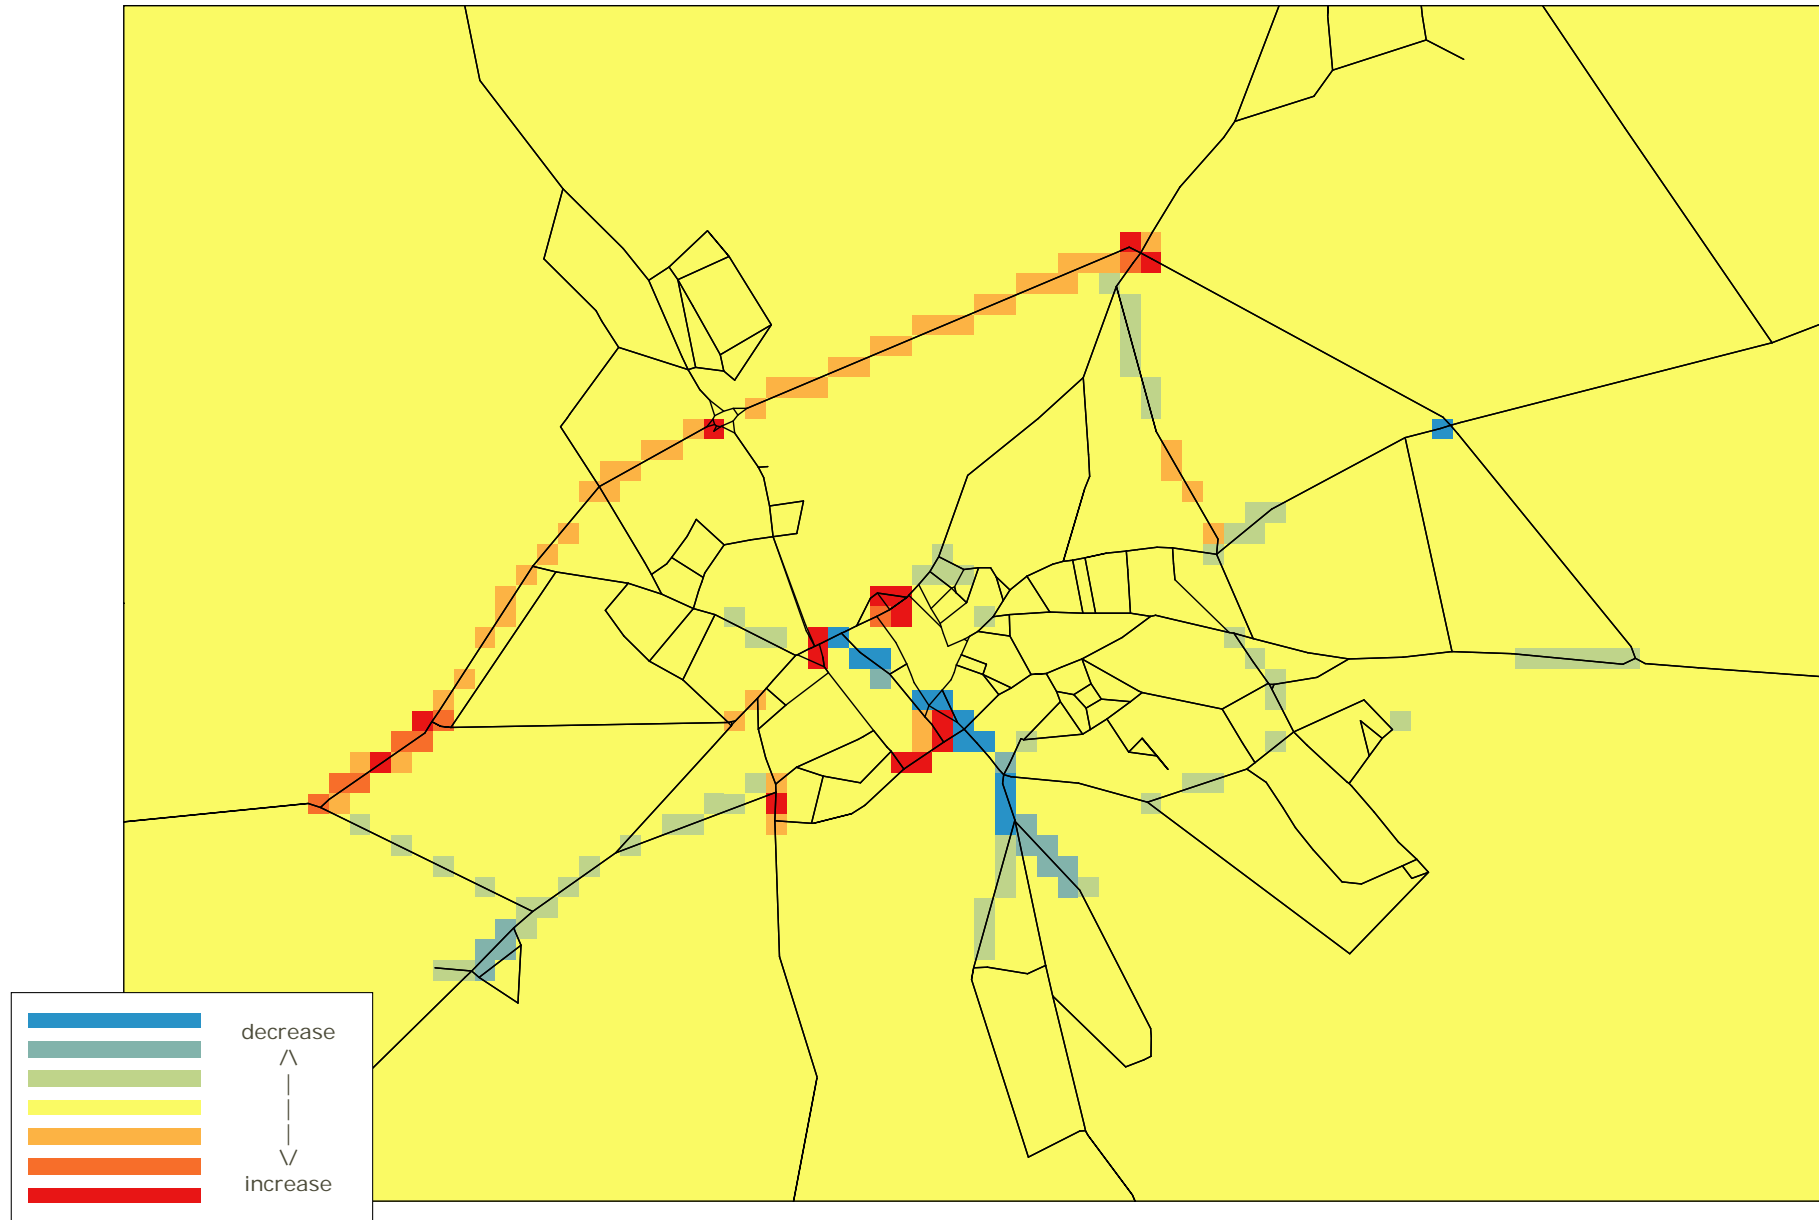 decrease
/\
|
|
|
\/
increase